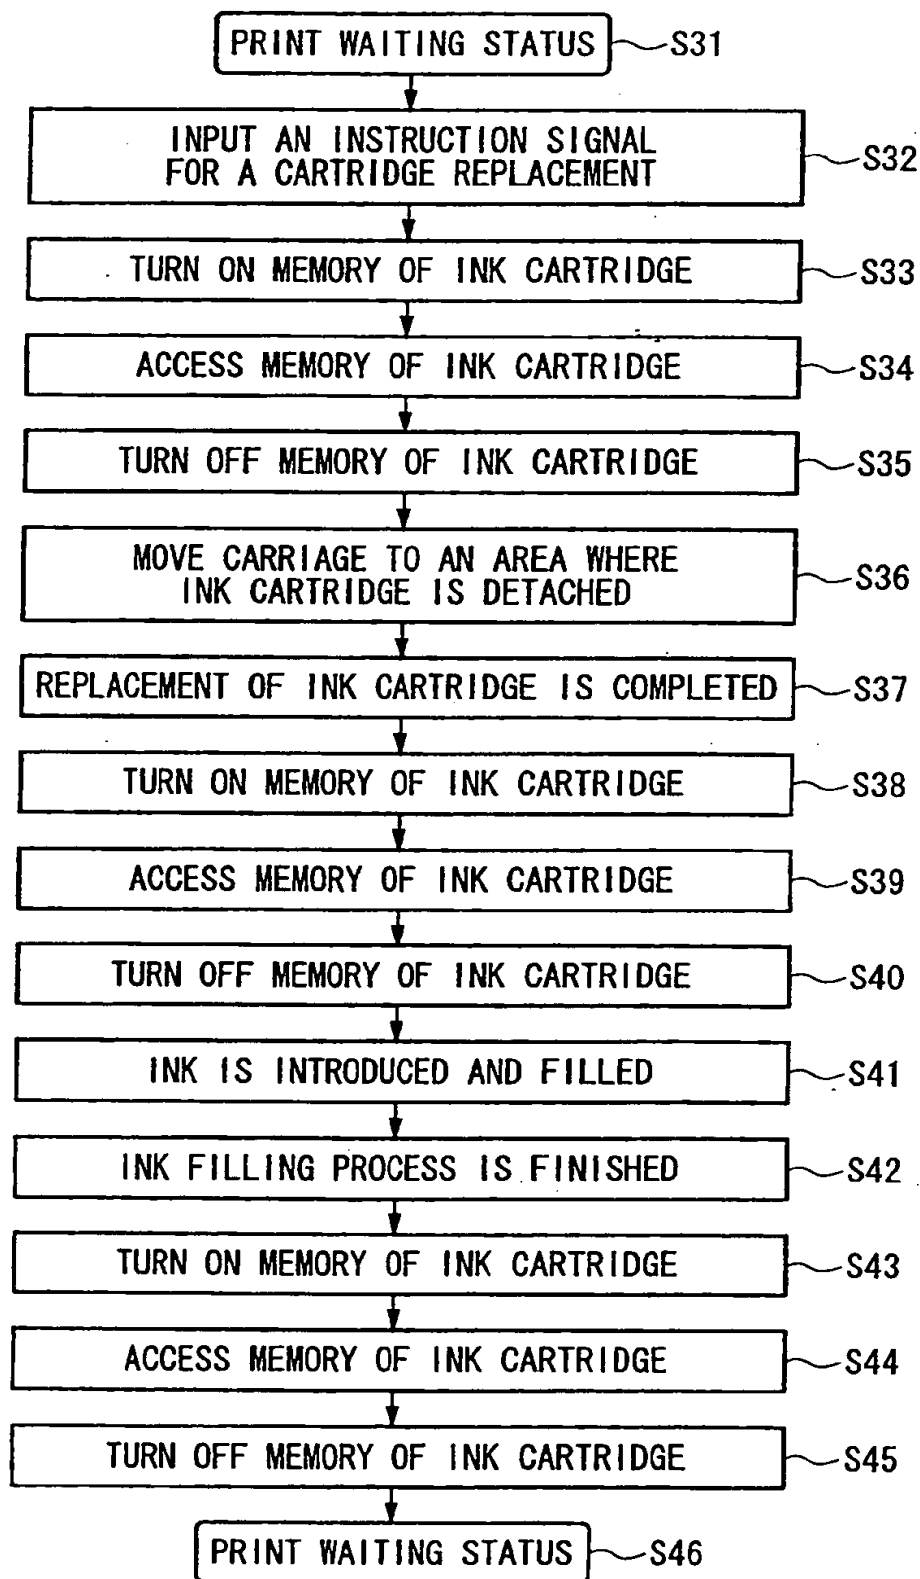 PRINT WAITING STATUS S31
INPUT AN INSTRUCTION SIGNAL
FOR A CARTRIDGE REPLACEMENT S32
TURN ON MEMORY OF INK CARTRIDGE S33
ACCESS MEMORY OF INK CARTRIDGE S34
TURN OFF MEMORY OF INK CARTRIDGE S35
MOVE CARRIAGE TO AN AREA WHERE
INK CARTRIDGE IS DETACHED S36
REPLACEMENT OF INK CARTRIDGE IS COMPLETED S37
TURN ON MEMORY OF INK CARTRIDGE S38
ACCESS MEMORY OF INK CARTRIDGE S39
TURN OFF MEMORY OF INK CARTRIDGE S40
INK IS INTRODUCED AND FILLED S41
INK FILLING PROCESS IS FINISHED S42
TURN ON MEMORY OF INK CARTRIDGE S43
ACCESS MEMORY OF INK CARTRIDGE S44
TURN OFF MEMORY OF INK CARTRIDGE S45
PRINT WAITING STATUS S46